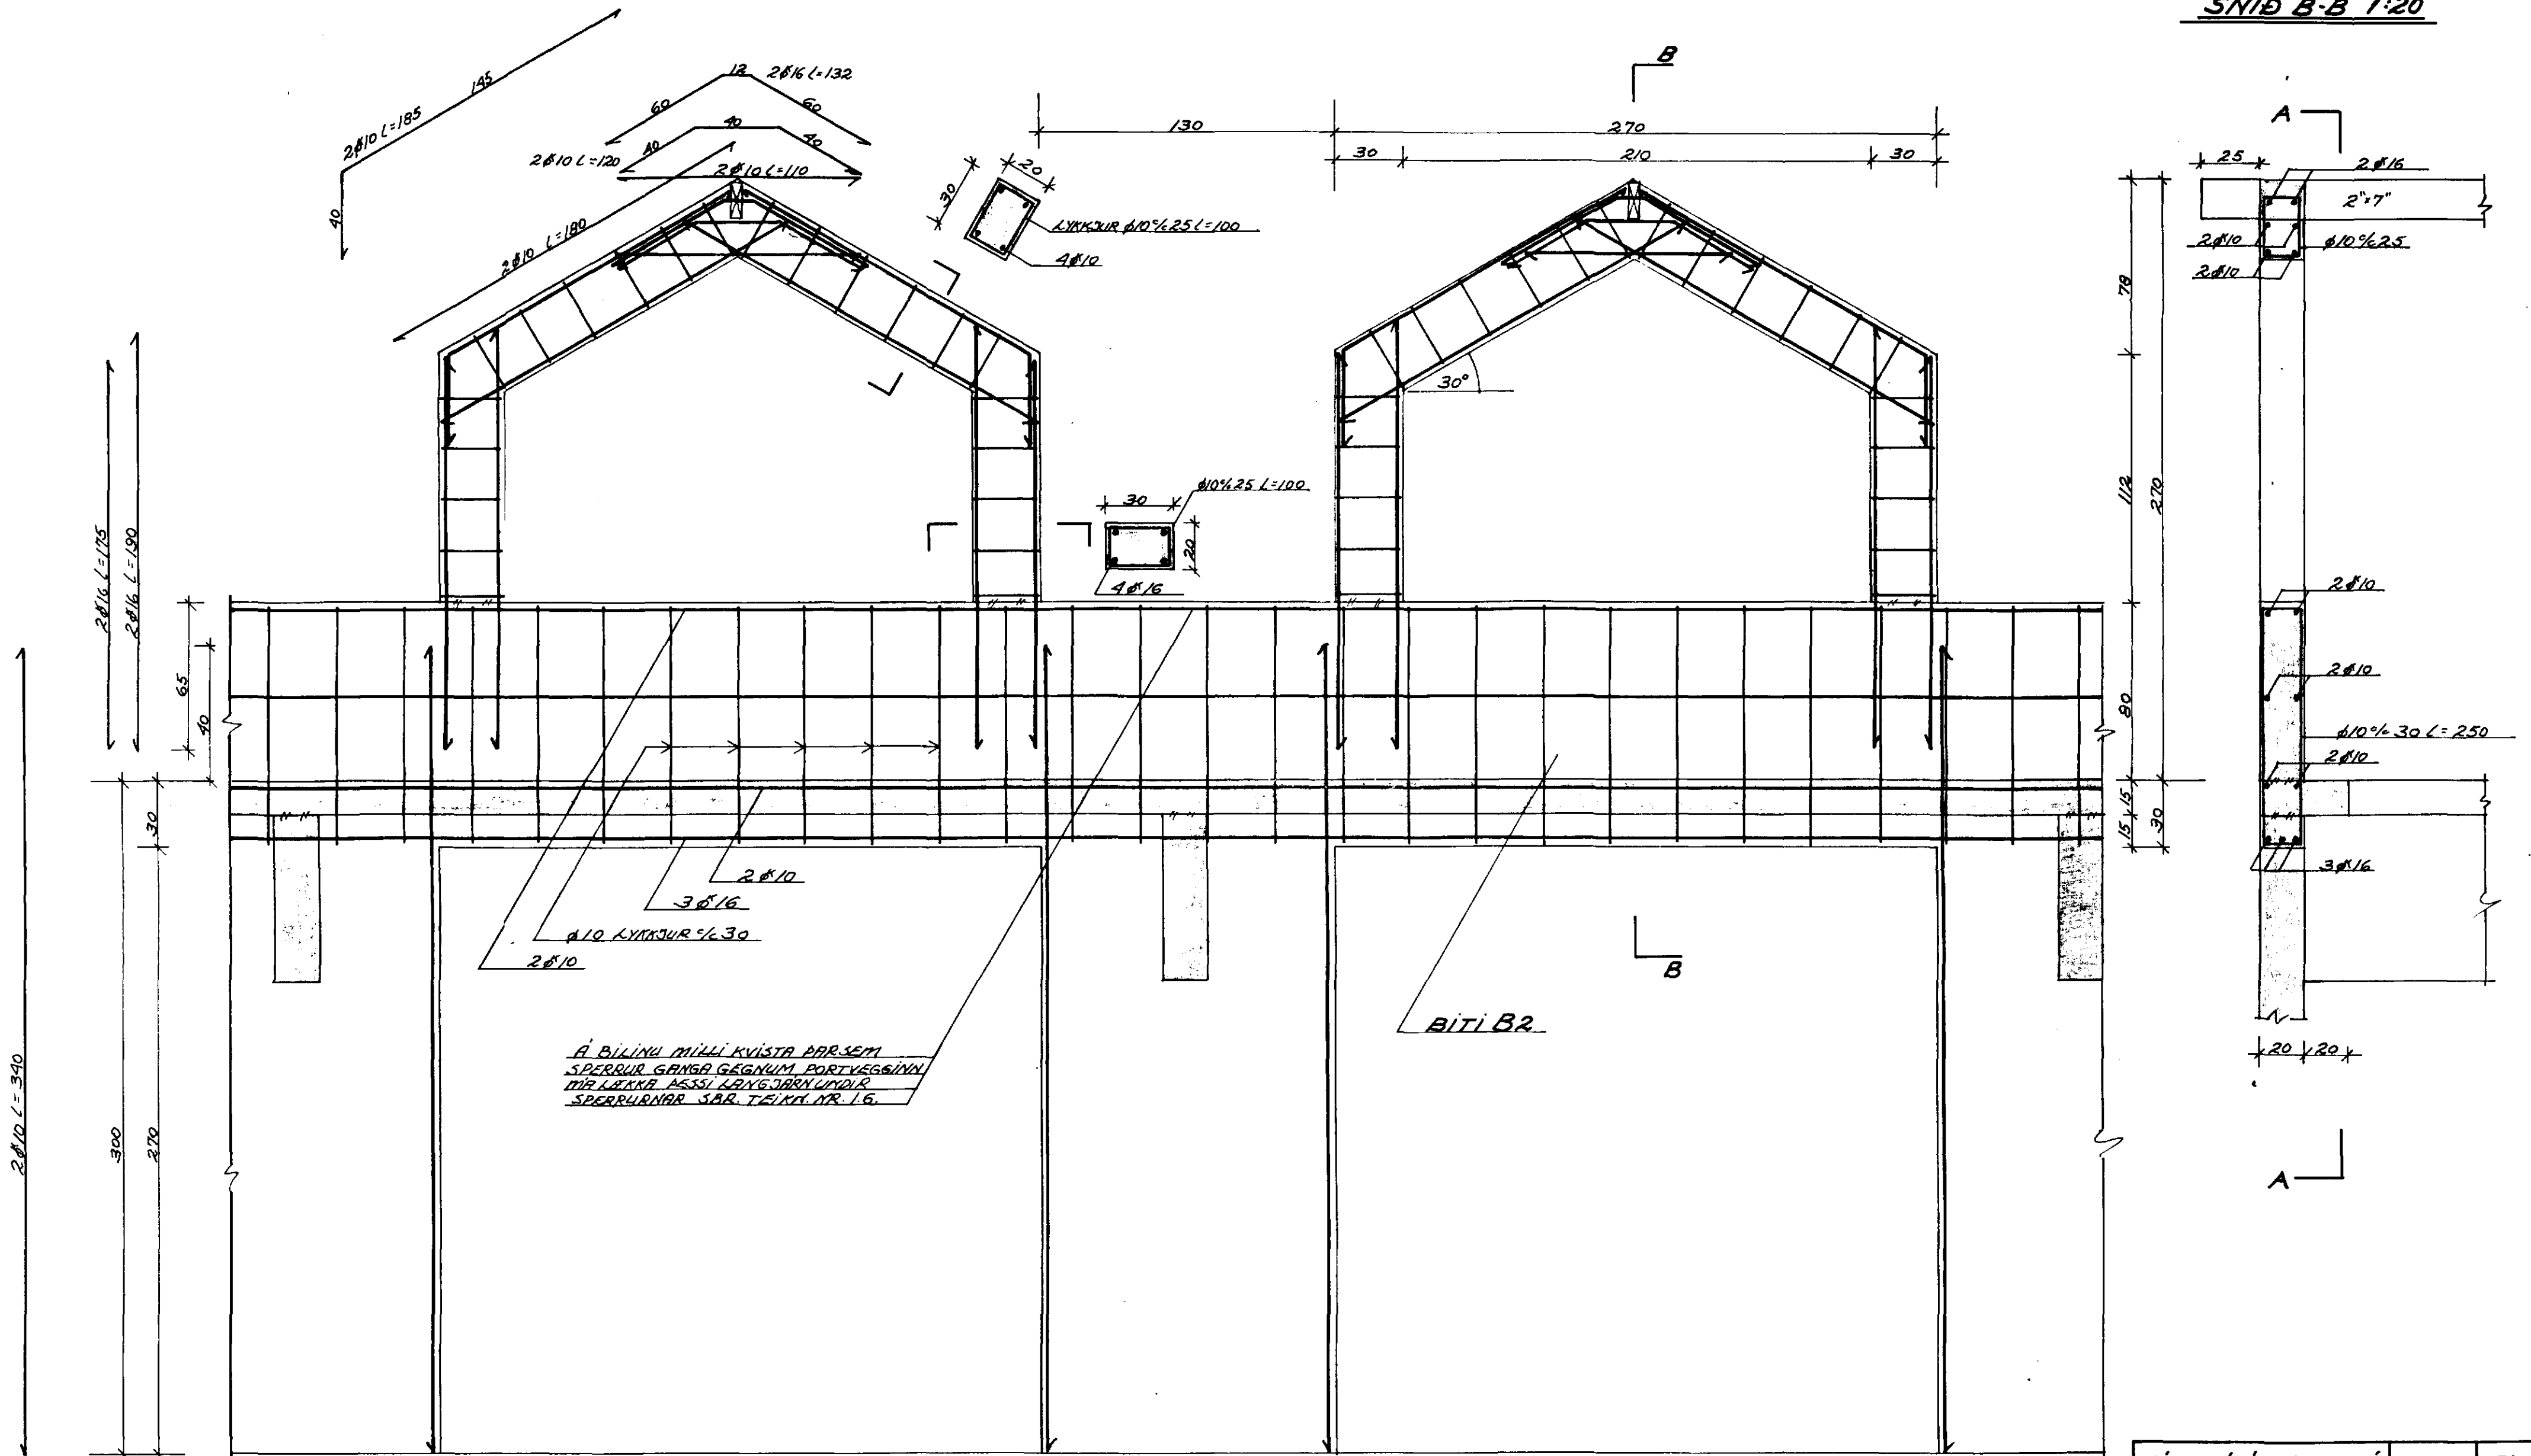 SNIÐ B-B 1:20
2ø10 L=185
145
40
12
2ø16 L=132
60
60
40
40
40
2ø10 L=120
2ø10 L=110
2ø10 L=180
30
20
LYKKJUR ø10 c/c 25 L=100
4ø10
130
270
30
210
30
B
30°
A
25
2ø16
2"×7"
2ø10
ø10 c/c 25
2ø10
78
112
270
80
15
15
30
2ø16 L=175
2ø16 L=190
65
40
30
ø10 c/c 25 L=100
20
4ø16
2ø10
2ø10
ø10 c/c 30 L=250
2ø10
3ø16
20
20
A
2ø10
3ø16
ø10 LYKKJUR c/c 30
2ø10
B
BITI B2
Á BILINU MILLI KVISTA ÞAR SEM
SPERRUR GANGA GEGNUM PORTVEGGINN
MÁ LÆKKA ÞESSI LANGJÁRN UNDIR
SPERRURNAR SBR. TEIKN. NR. 1.6.
2ø10 L=340
300
270
30